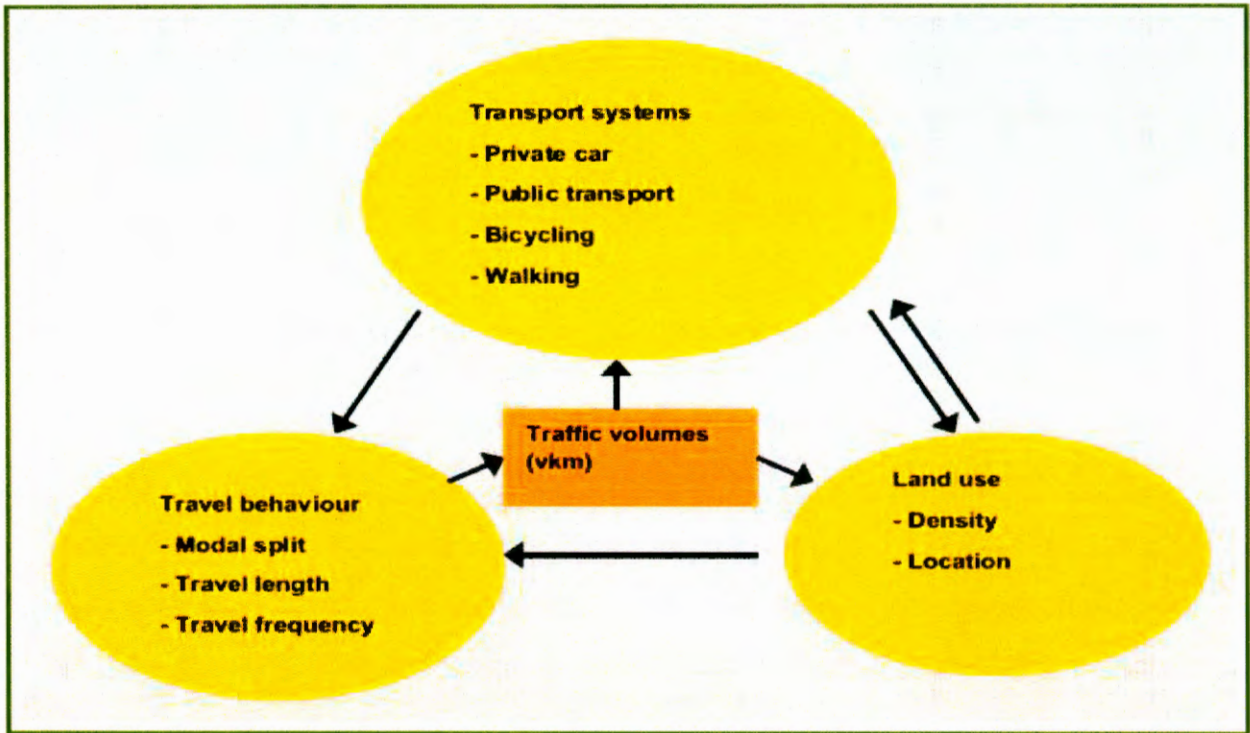 Transport systems
- Private car
- Public transport
- Bicycling
- Walking
Traffic volumes
(vkm)
Travel behaviour
- Modal split
- Travel length
- Travel frequency
Land use
- Density
- Location